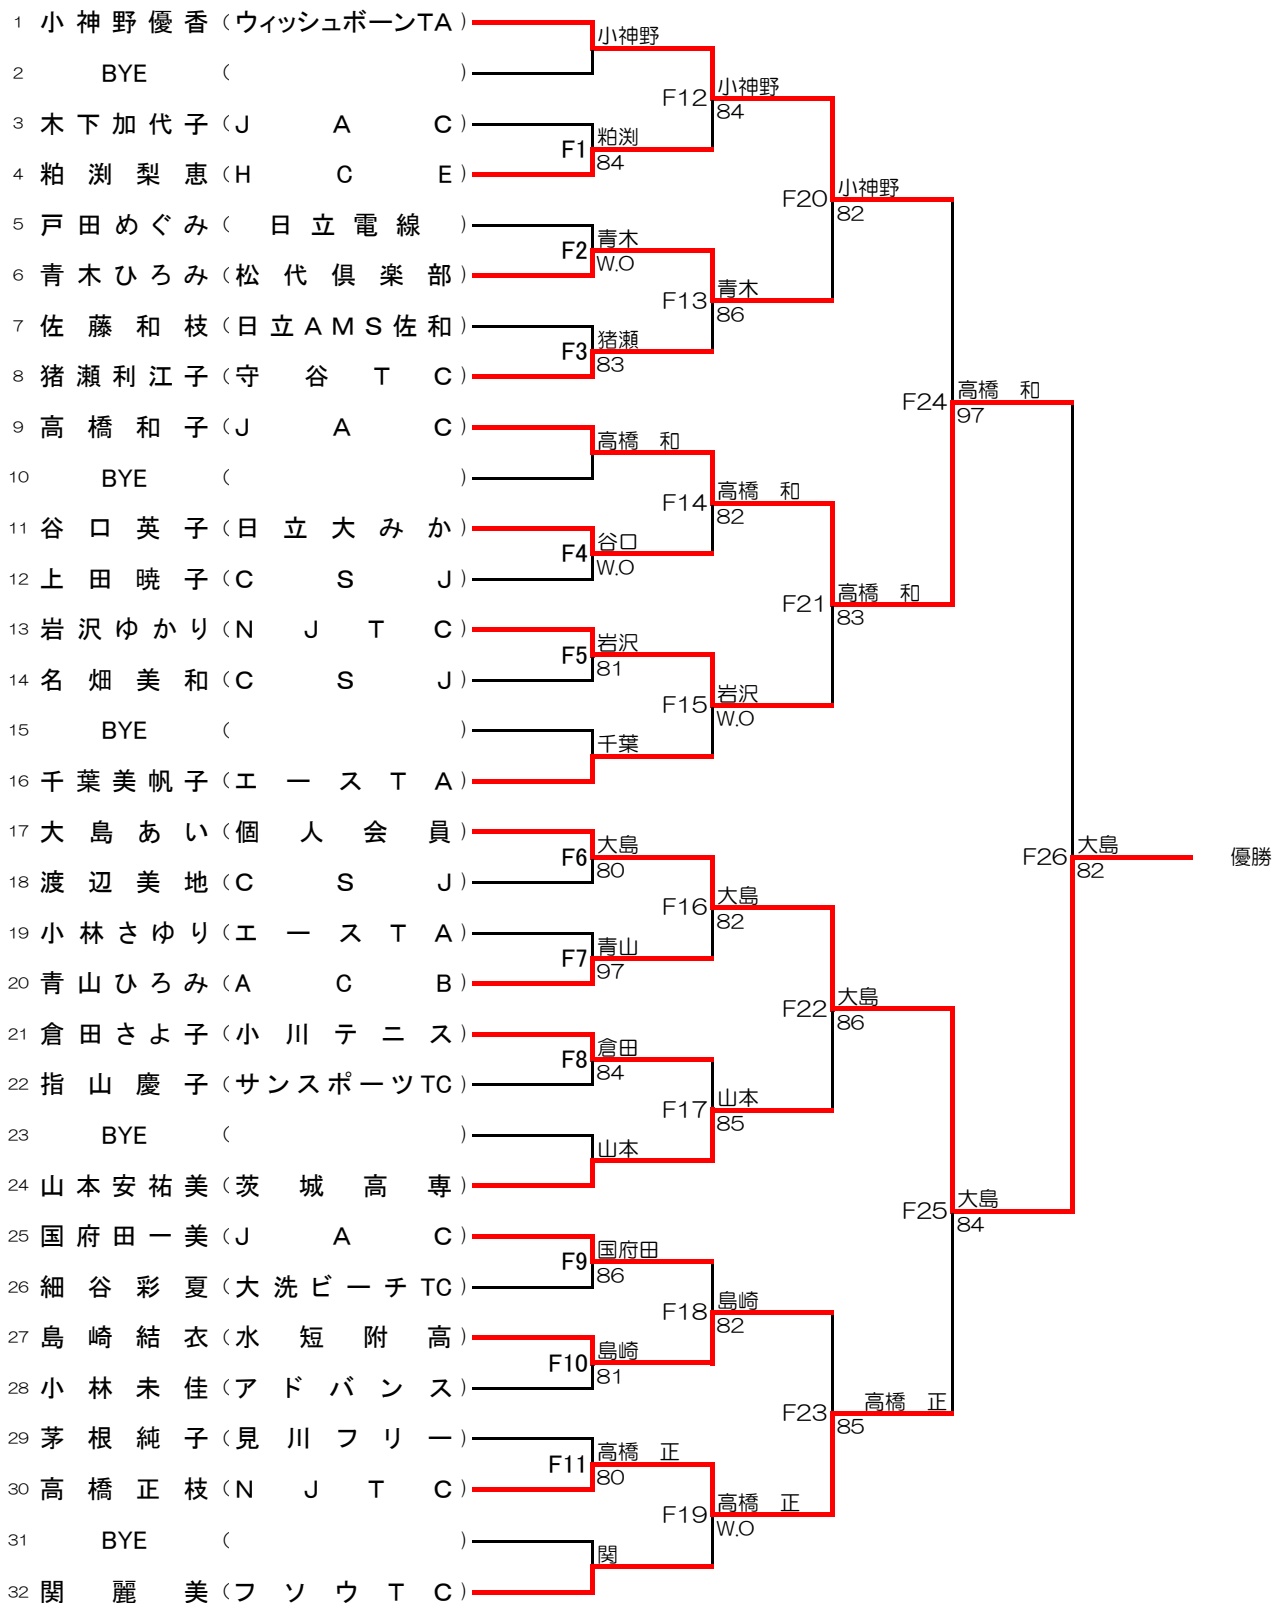 1 小神野優香 (ウィッシュボーンTA)
小神野
2 BYE ( )
F12 小神野
84
3 木下加代子 (J A C)
F1 粕渕
84
4 粕渕梨恵 (H C E)
F20 小神野
82
5 戸田めぐみ ( 日立電線 )
F2 青木
W.O
6 青木ひろみ (松代倶楽部)
F13 青木
86
7 佐藤和枝 (日立AMS佐和)
F3 猪瀬
83
8 猪瀬利江子 (守谷TC)
F24 高橋 和
97
9 高橋和子 (J A C)
高橋 和
10 BYE ( )
F14 高橋 和
82
11 谷口英子 (日立大みか)
F4 谷口
W.O
12 上田暁子 (C S J)
F21 高橋 和
83
13 岩沢ゆかり (N J T C)
F5 岩沢
81
14 名畑美和 (C S J)
F15 岩沢
W.O
15 BYE ( )
千葉
16 千葉美帆子 (エースTA)
17 大島あい (個人会員)
F6 大島
80
F26 大島
82
優勝
18 渡辺美地 (C S J)
F16 大島
82
19 小林さゆり (エースTA)
F7 青山
97
20 青山ひろみ (A C B)
F22 大島
86
21 倉田さよ子 (小川テニス)
F8 倉田
84
22 指山慶子 (サンスポーツTC)
F17 山本
85
23 BYE ( )
山本
24 山本安祐美 (茨城高専)
F25 大島
84
25 国府田一美 (J A C)
F9 国府田
86
26 細谷彩夏 (大洗ビーチTC)
F18 島崎
82
27 島崎結衣 (水短附高)
F10 島崎
81
28 小林未佳 (アドバンス)
F23 高橋 正
85
29 茅根純子 (見川フリー)
F11 高橋 正
80
30 高橋正枝 (N J T C)
F19 高橋 正
W.O
31 BYE ( )
関
32 関麗美 (フソウTC)